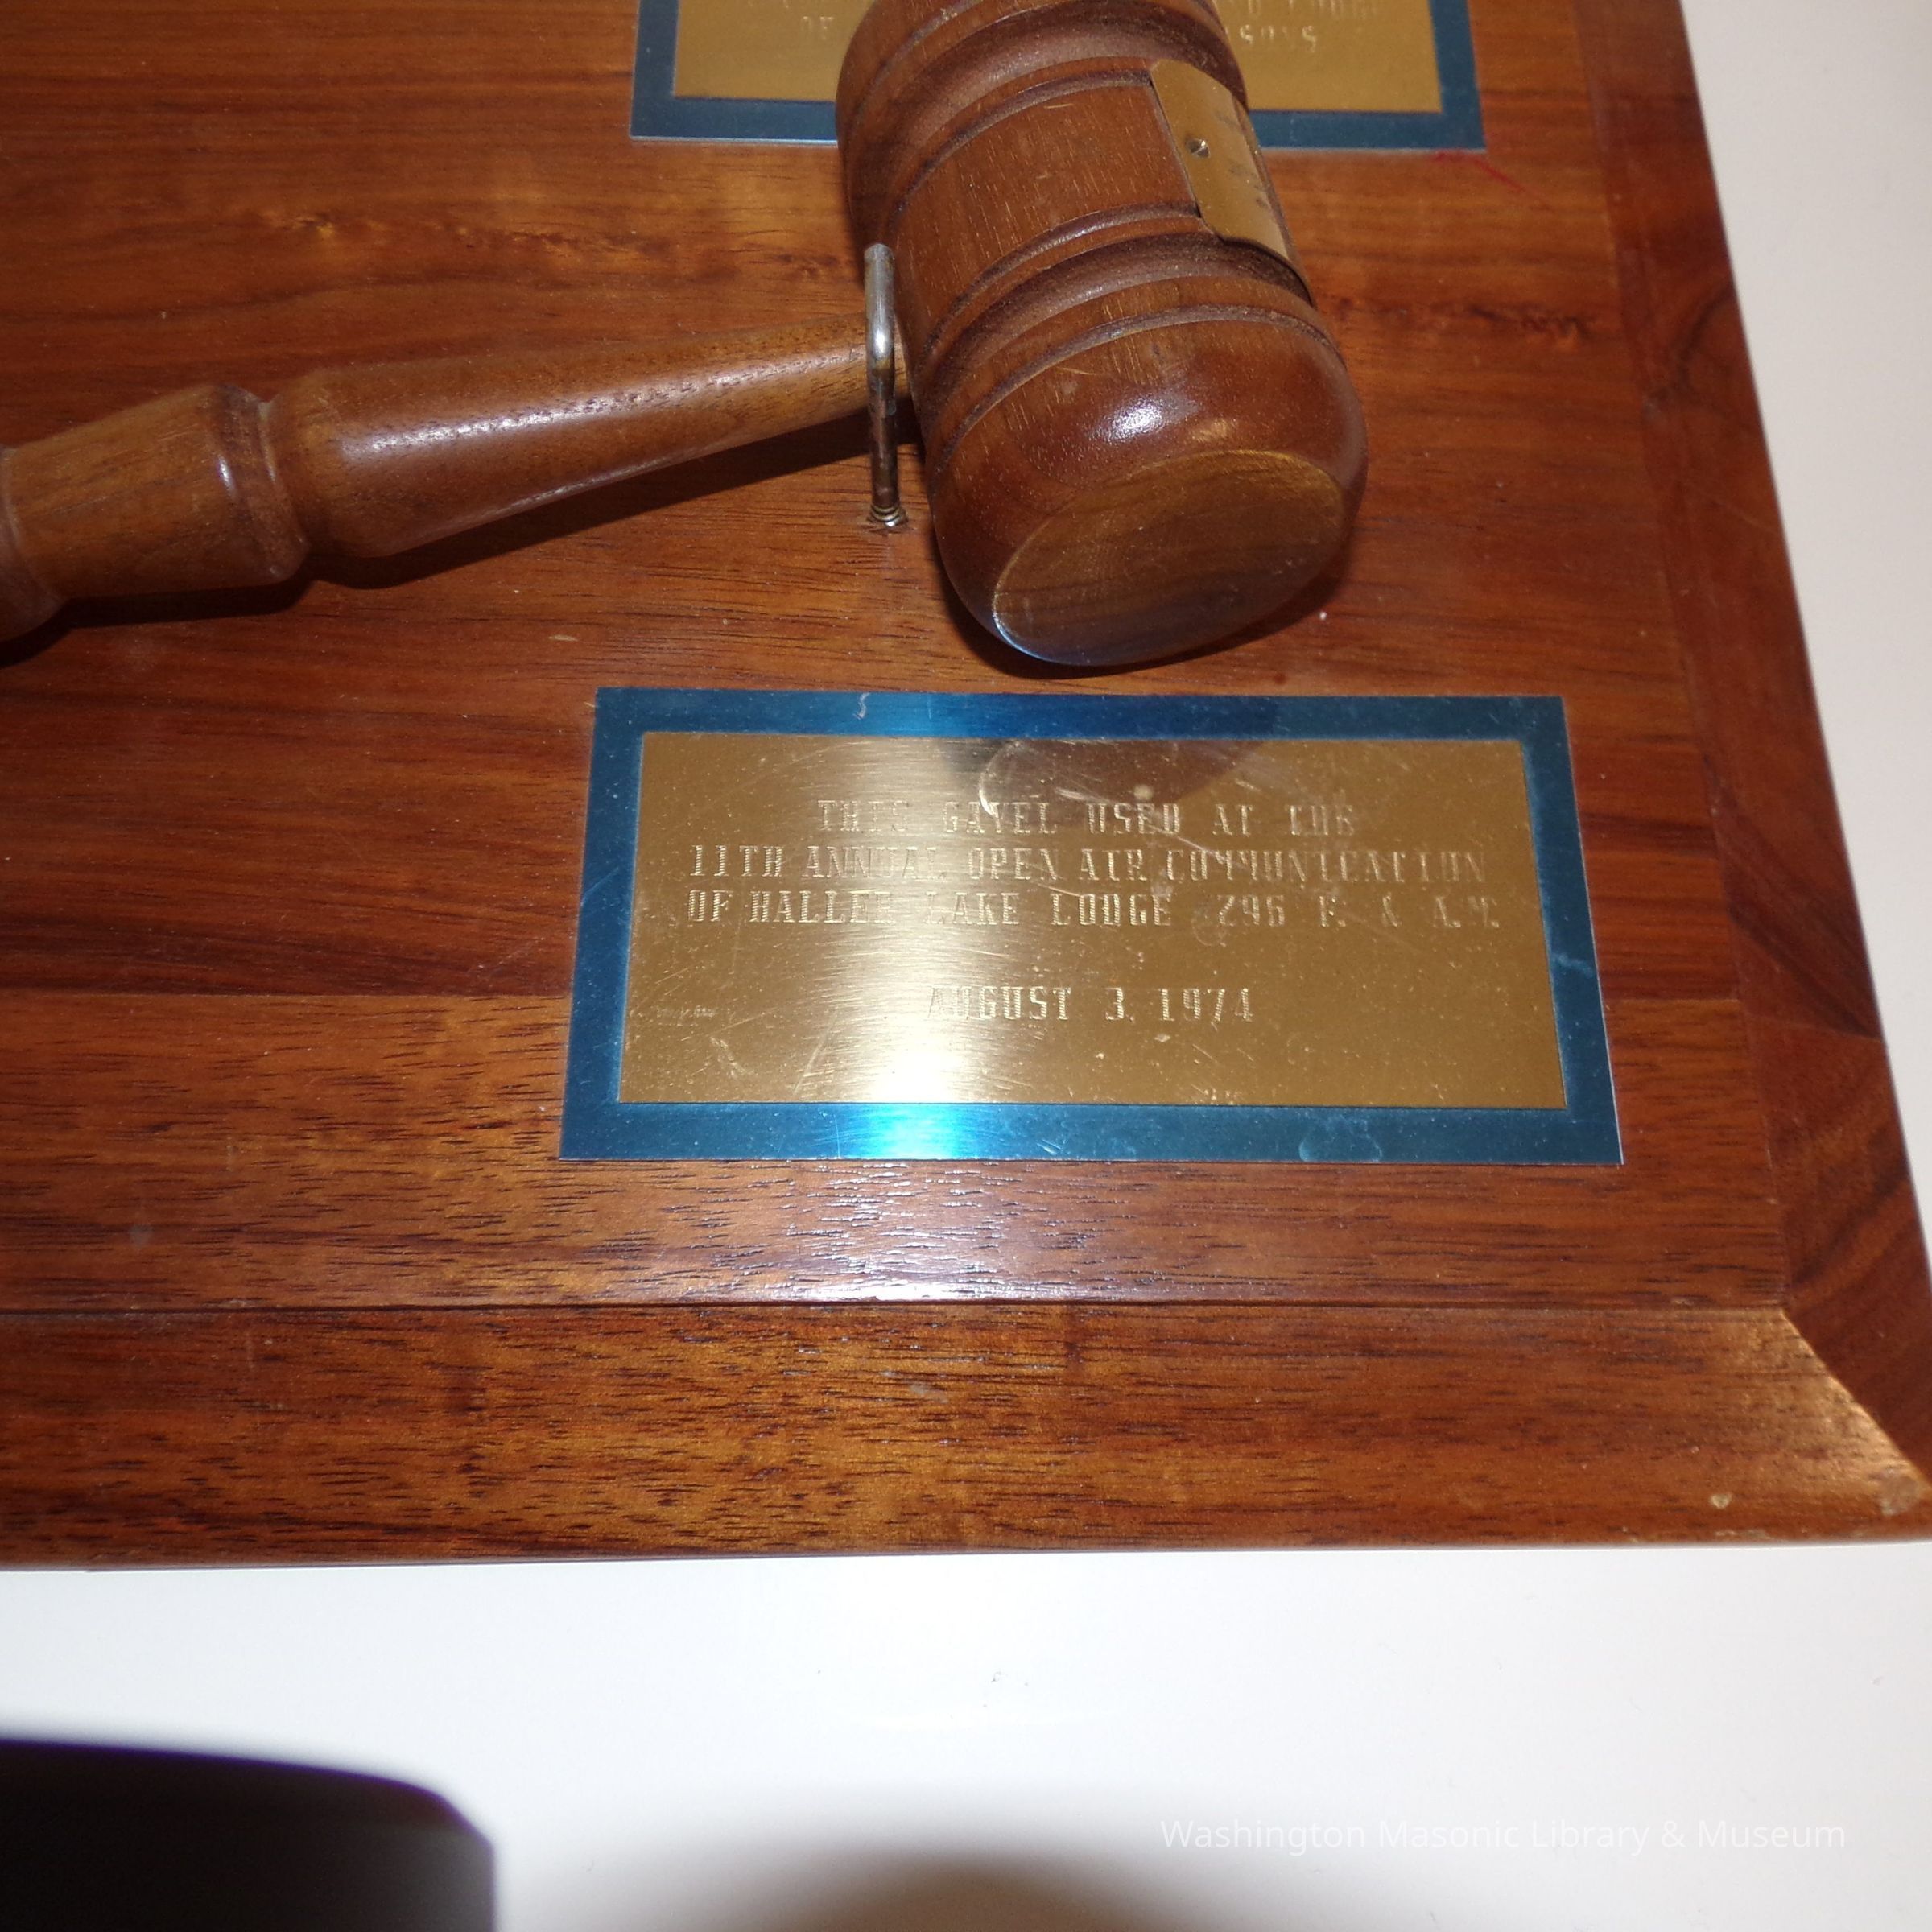 OF
THIS GAVEL USED AT THE
11TH ANNUAL OPEN AIR COMMUNICATION
OF HALLER LAKE LODGE #296 F. & A.M.
AUGUST 3, 1974
Washington Masonic Library & Museum